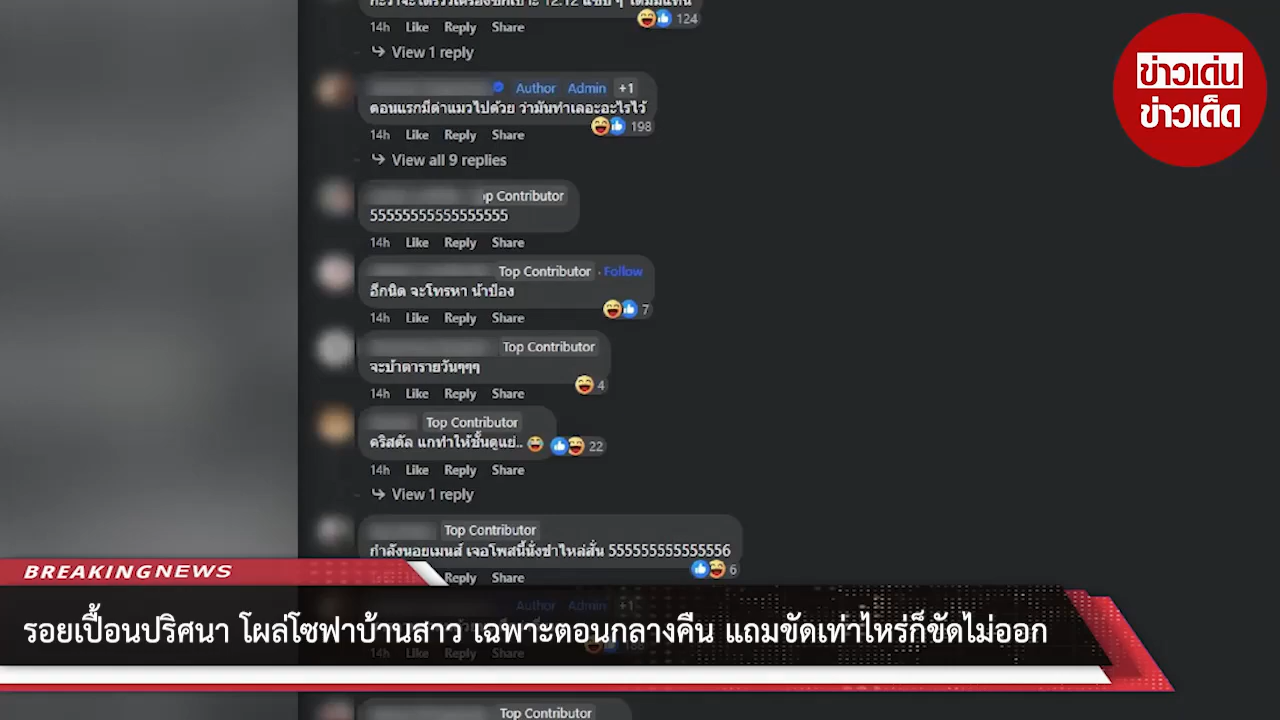 14h Like Reply Share
124
View 1 reply
Author Admin +1
ตอนแรกมีด่าแมวไปด้วย ว่ามันทำเลอะอะไรไว้
14h Like Reply Share
198
View all 9 replies
Contributor
55555555555555555
14h Like Reply Share
Top Contributor · Follow
อีกนิด จะโทรหา น้าป๋อง
14h Like Reply Share
7
Top Contributor
จะบ้าตารายวันๆๆๆ
14h Like Reply Share
4
Top Contributor
คริสตัล แกทำให้ชั้นดูแย่..
22
14h Like Reply Share
View 1 reply
Top Contributor
กำลังนอยเมนส์ เจอโพสนี้นั่งขำไหล่สั่น 5555555555555556
6
Reply Share
Author Admin +1
14h Like Reply Share
Top Contributor
ข่าวเด่น
ข่าวเด็ด
BREAKING NEWS
รอยเปื้อนปริศนา โผล่โซฟาบ้านสาว เฉพาะตอนกลางคืน แถมขัดเท่าไหร่ก็ขัดไม่ออก